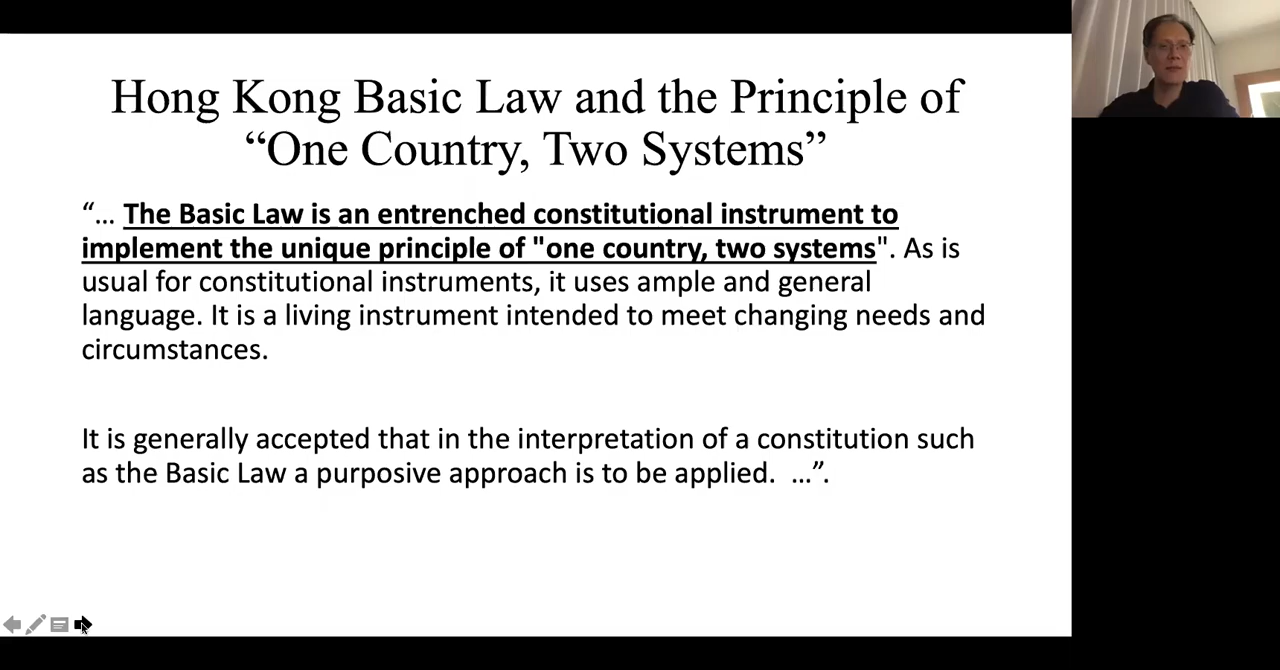 Hong Kong Basic Law and the Principle of
“One Country, Two Systems”
“… The Basic Law is an entrenched constitutional instrument to
implement the unique principle of "one country, two systems". As is
usual for constitutional instruments, it uses ample and general
language. It is a living instrument intended to meet changing needs and
circumstances.
It is generally accepted that in the interpretation of a constitution such
as the Basic Law a purposive approach is to be applied.  …”.